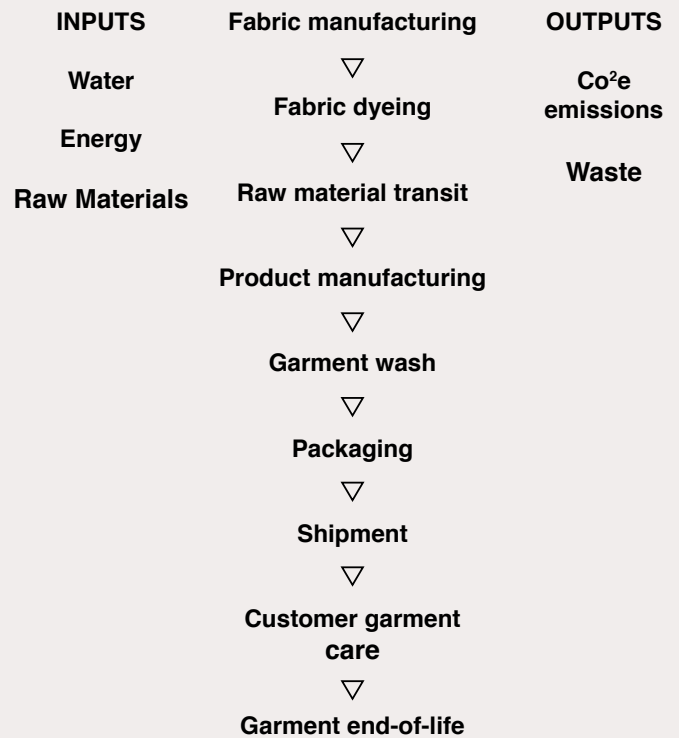 INPUTS
Water
Energy
Raw Materials
Fabric manufacturing
Fabric dyeing
Raw material transit
Product manufacturing
Garment wash
Packaging
Shipment
Customer garment
care
Garment end-of-life
OUTPUTS
Co²e
emissions
Waste